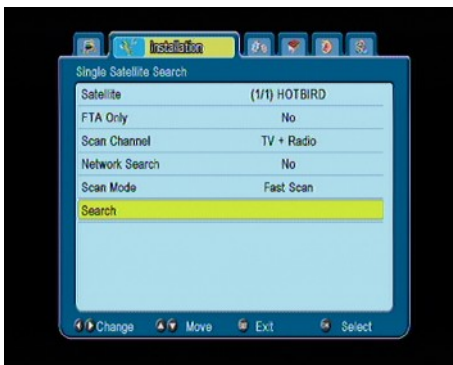 Installation
Single Satellite Search
Satellite (1/1) HOTBIRD
FTA Only No
Scan Channel TV + Radio
Network Search No
Scan Mode Fast Scan
Search
Change Move Exit Select